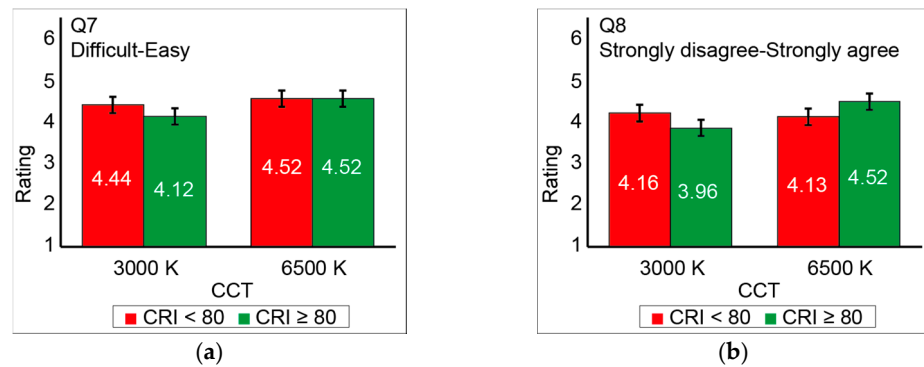 Q7
Difficult-Easy
6
5
4
3
2
1
Rating
4.44
4.12
4.52
4.52
3000 K
6500 K
CCT
CRI < 80 CRI ≥ 80
(a)
Q8
Strongly disagree-Strongly agree
6
5
4
3
2
1
Rating
4.16
3.96
4.13
4.52
3000 K
6500 K
CCT
CRI < 80 CRI ≥ 80
(b)